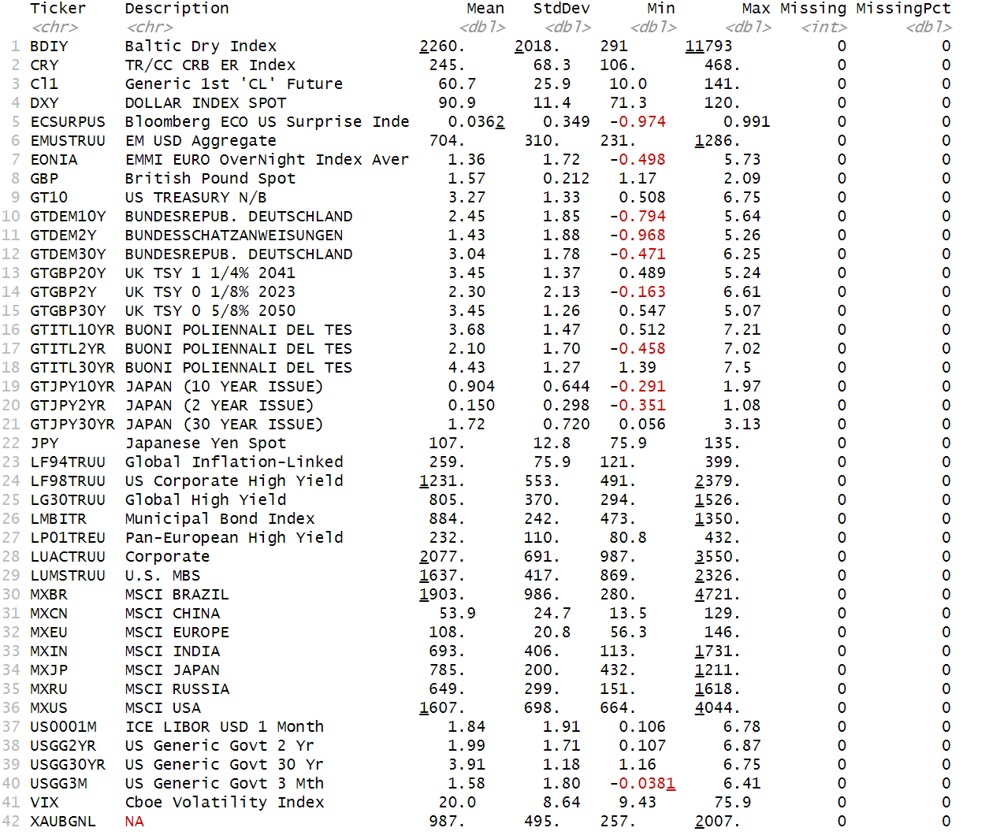 Ticker Description Mean StdDev Min Max Missing MissingPct
<chr> <chr> <dbl> <dbl> <dbl> <dbl> <int> <dbl>
1 BDIY Baltic Dry Index 2260. 2018. 291 11793 0 0
2 CRY TR/CC CRB ER Index 245. 68.3 106. 468. 0 0
3 Cl1 Generic 1st 'CL' Future 60.7 25.9 10.0 141. 0 0
4 DXY DOLLAR INDEX SPOT 90.9 11.4 71.3 120. 0 0
5 ECSURPUS Bloomberg ECO US Surprise Inde 0.0362 0.349 -0.974 0.991 0 0
6 EMUSTRUU EM USD Aggregate 704. 310. 231. 1286. 0 0
7 EONIA EMMI EURO OverNight Index Aver 1.36 1.72 -0.498 5.73 0 0
8 GBP British Pound Spot 1.57 0.212 1.17 2.09 0 0
9 GT10 US TREASURY N/B 3.27 1.33 0.508 6.75 0 0
10 GTDEM10Y BUNDESREPUB. DEUTSCHLAND 2.45 1.85 -0.794 5.64 0 0
11 GTDEM2Y BUNDESSCHATZANWEISUNGEN 1.43 1.88 -0.968 5.26 0 0
12 GTDEM30Y BUNDESREPUB. DEUTSCHLAND 3.04 1.78 -0.471 6.25 0 0
13 GTGBP20Y UK TSY 1 1/4% 2041 3.45 1.37 0.489 5.24 0 0
14 GTGBP2Y UK TSY 0 1/8% 2023 2.30 2.13 -0.163 6.61 0 0
15 GTGBP30Y UK TSY 0 5/8% 2050 3.45 1.26 0.547 5.07 0 0
16 GTITL10YR BUONI POLIENNALI DEL TES 3.68 1.47 0.512 7.21 0 0
17 GTITL2YR BUONI POLIENNALI DEL TES 2.10 1.70 -0.458 7.02 0 0
18 GTITL30YR BUONI POLIENNALI DEL TES 4.43 1.27 1.39 7.5 0 0
19 GTJPY10YR JAPAN (10 YEAR ISSUE) 0.904 0.644 -0.291 1.97 0 0
20 GTJPY2YR JAPAN (2 YEAR ISSUE) 0.150 0.298 -0.351 1.08 0 0
21 GTJPY30YR JAPAN (30 YEAR ISSUE) 1.72 0.720 0.056 3.13 0 0
22 JPY Japanese Yen Spot 107. 12.8 75.9 135. 0 0
23 LF94TRUU Global Inflation-Linked 259. 75.9 121. 399. 0 0
24 LF98TRUU US Corporate High Yield 1231. 553. 491. 2379. 0 0
25 LG30TRUU Global High Yield 805. 370. 294. 1526. 0 0
26 LMBITR Municipal Bond Index 884. 242. 473. 1350. 0 0
27 LP01TREU Pan-European High Yield 232. 110. 80.8 432. 0 0
28 LUACTRUU Corporate 2077. 691. 987. 3550. 0 0
29 LUMSTRUU U.S. MBS 1637. 417. 869. 2326. 0 0
30 MXBR MSCI BRAZIL 1903. 986. 280. 4721. 0 0
31 MXCN MSCI CHINA 53.9 24.7 13.5 129. 0 0
32 MXEU MSCI EUROPE 108. 20.8 56.3 146. 0 0
33 MXIN MSCI INDIA 693. 406. 113. 1731. 0 0
34 MXJP MSCI JAPAN 785. 200. 432. 1211. 0 0
35 MXRU MSCI RUSSIA 649. 299. 151. 1618. 0 0
36 MXUS MSCI USA 1607. 698. 664. 4044. 0 0
37 US0001M ICE LIBOR USD 1 Month 1.84 1.91 0.106 6.78 0 0
38 USGG2YR US Generic Govt 2 Yr 1.99 1.71 0.107 6.87 0 0
39 USGG30YR US Generic Govt 30 Yr 3.91 1.18 1.16 6.75 0 0
40 USGG3M US Generic Govt 3 Mth 1.58 1.80 -0.0381 6.41 0 0
41 VIX Cboe Volatility Index 20.0 8.64 9.43 75.9 0 0
42 XAUBGNL NA 987. 495. 257. 2007. 0 0